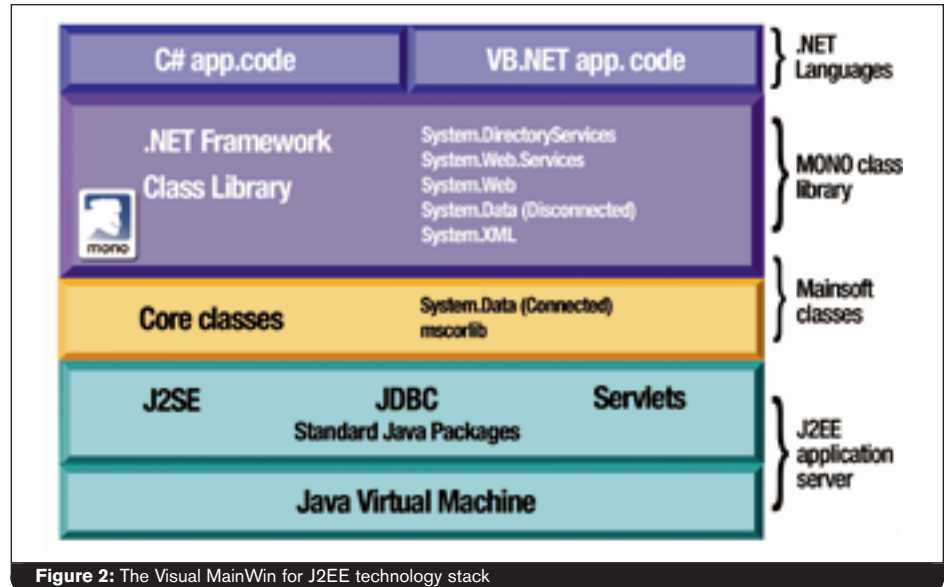 C# app.code
VB.NET app. code
.NET
Languages
.NET Framework
Class Library
System.DirectoryServices
System.Web.Services
System.Web
System.Data (Disconnected)
System.XML
mono
MONO class
library
Core classes
System.Data (Connected)
mscorlib
Mainsoft
classes
J2SE
JDBC
Servlets
Standard Java Packages
Java Virtual Machine
J2EE
application
server
Figure 2: The Visual MainWin for J2EE technology stack